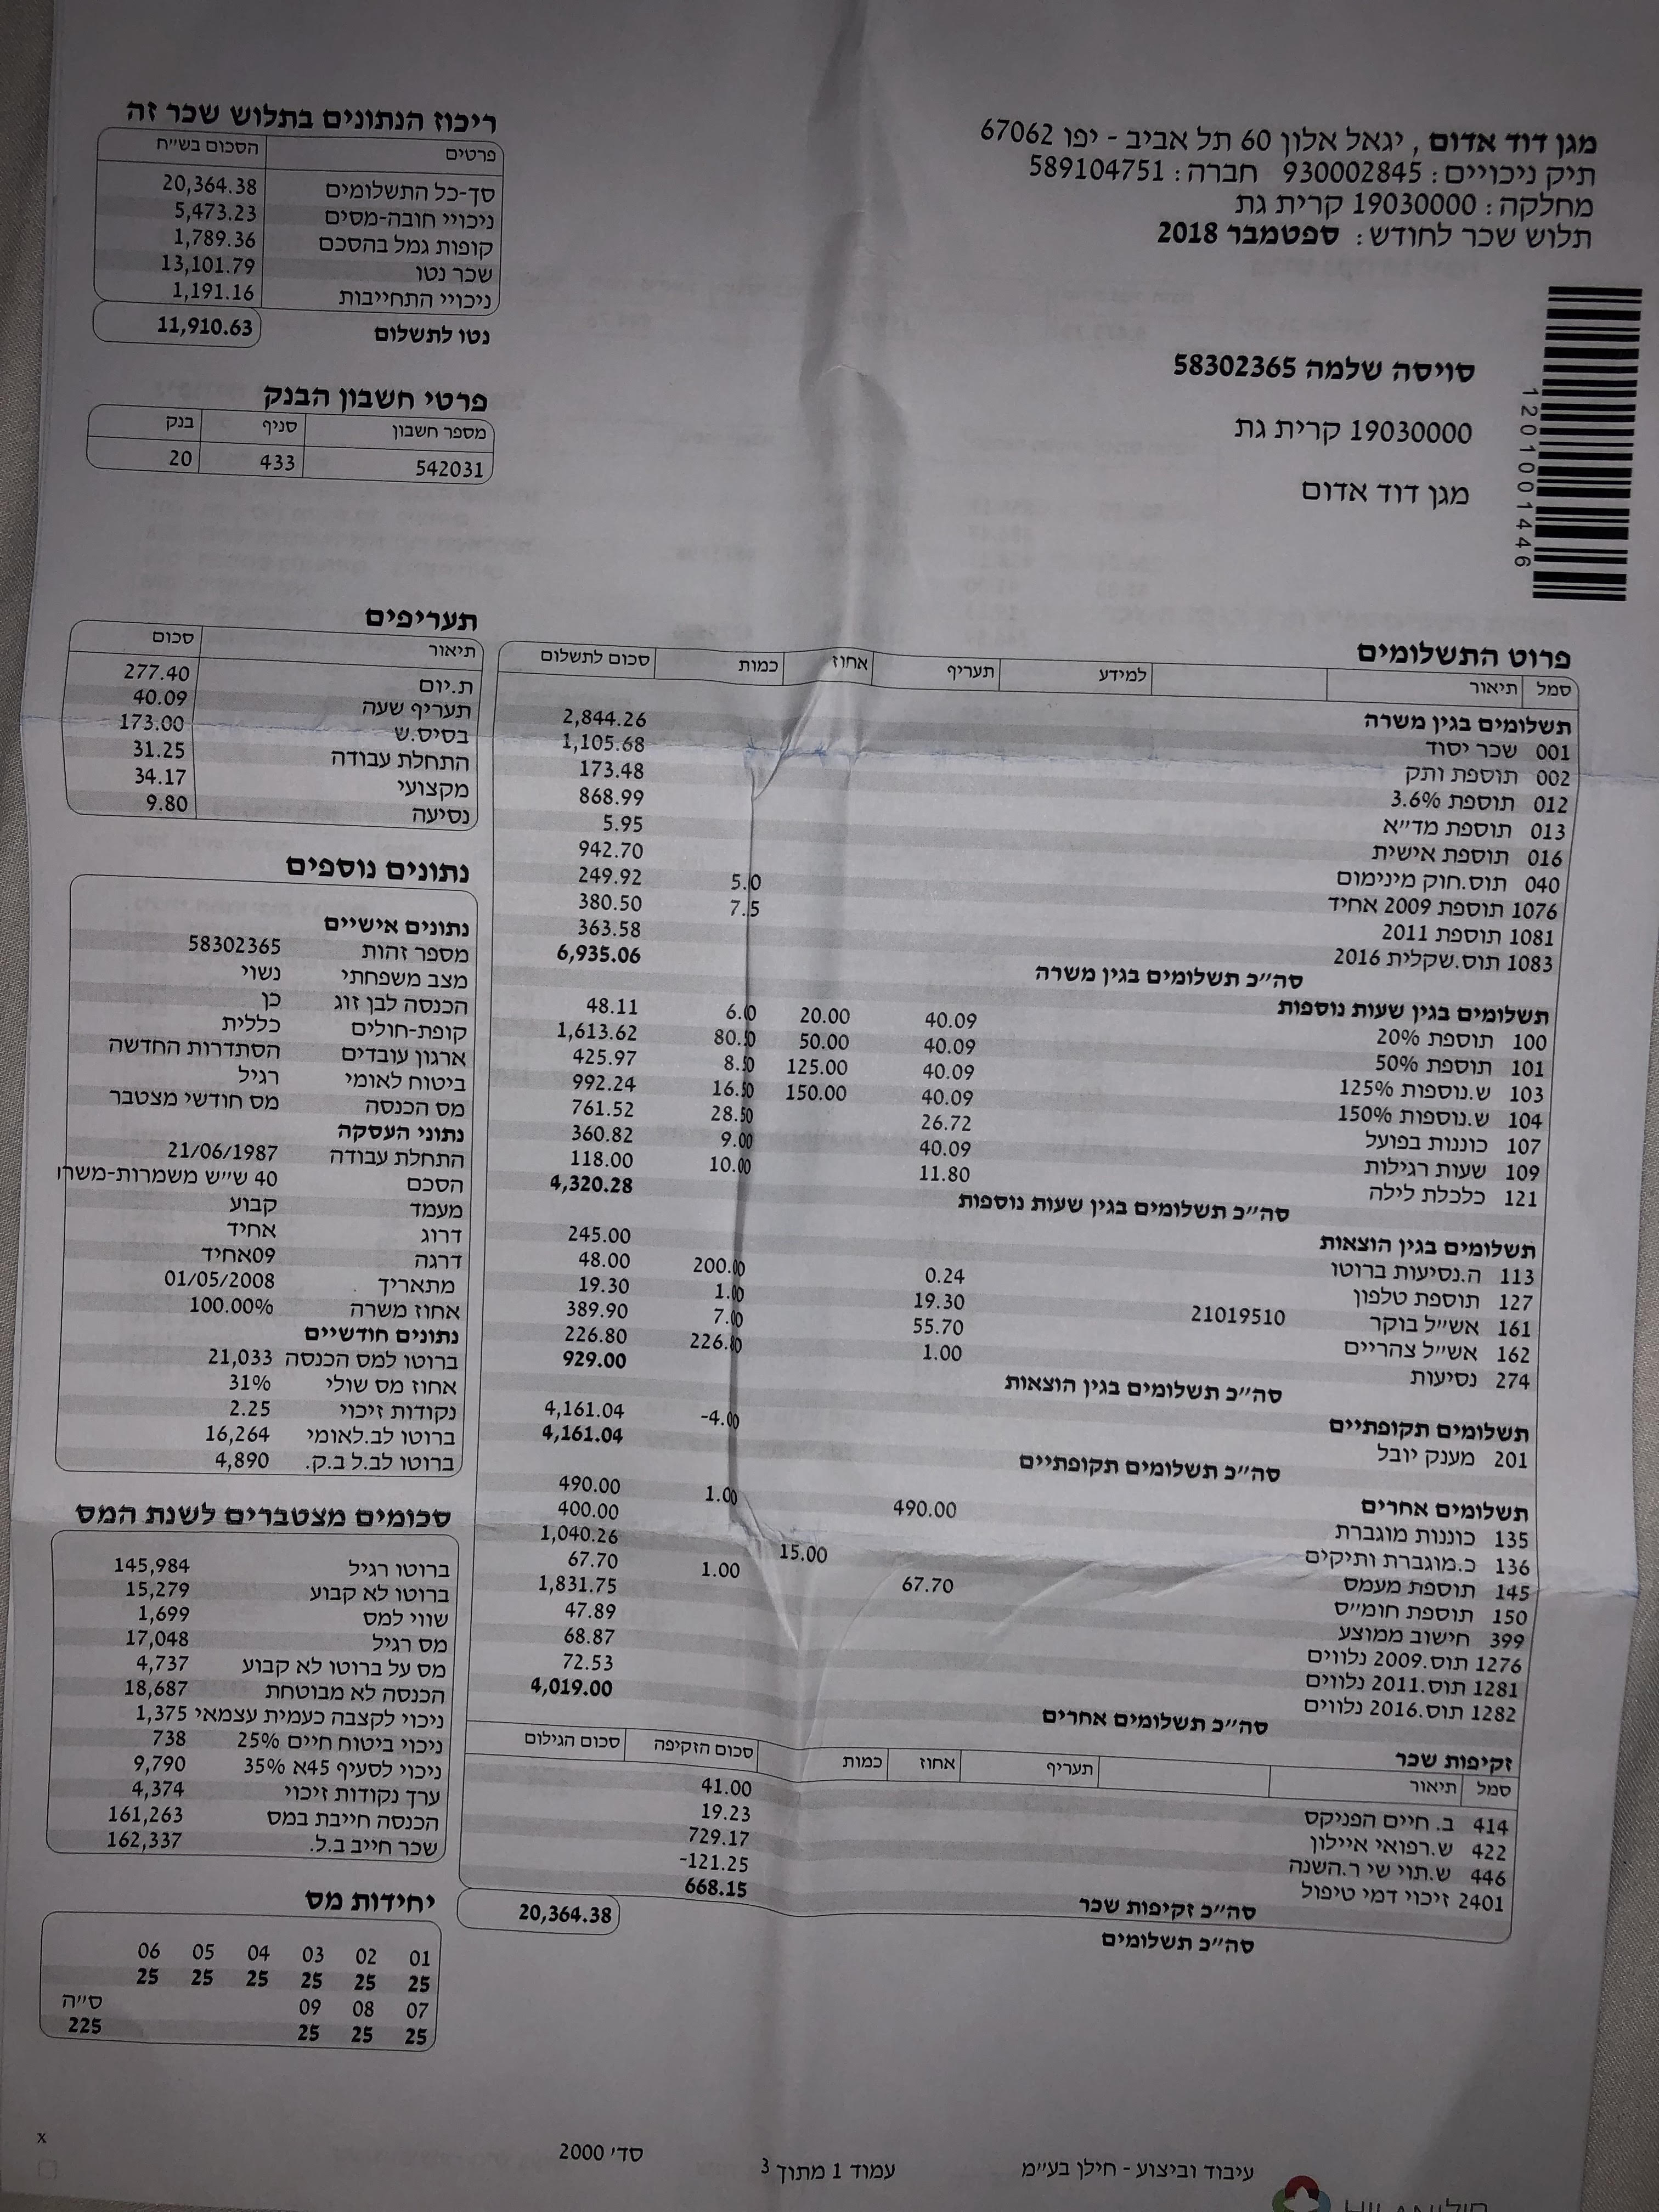 מגן דוד אדום , יגאל אלון 60 תל אביב - יפו 67062
תיק ניכויים : 930002845 חברה : 589104751
מחלקה : 19030000 קרית גת
תלוש שכר לחודש : ספטמבר 2018
סויסה שלמה 58302365
19030000 קרית גת
מגן דוד אדום
1201001446
ריכוז הנתונים בתלוש שכר זה
פרטים הסכום בש"ח
סך-כל התשלומים 20,364.38
ניכויי חובה-מסים 5,473.23
קופות גמל בהסכם 1,789.36
שכר נטו 13,101.79
ניכויי התחייבות 1,191.16
נטו לתשלום 11,910.63
פרטי חשבון הבנק
מספר חשבון סניף בנק
542031 433 20
פרוט התשלומים
סמל תיאור למידע תעריף אחוז כמות סכום לתשלום
תשלומים בגין משרה
001 שכר יסוד 2,844.26
002 תוספת ותק 1,105.68
012 תוספת 3.6% 173.48
013 תוספת מד"א 868.99
016 תוספת אישית 5.95
040 תוס.חוק מינימום 942.70
1076 תוספת 2009 אחיד 5.0 249.92
1081 תוספת 2011 7.5 380.50
1083 תוס.שקלית 2016 363.58
סה"כ תשלומים בגין משרה 6,935.06
תשלומים בגין שעות נוספות
100 תוספת 20% 40.09 20.00 6.0 48.11
101 תוספת 50% 40.09 50.00 80.50 1,613.62
103 ש.נוספות 125% 40.09 125.00 8.50 425.97
104 ש.נוספות 150% 40.09 150.00 16.50 992.24
107 כוננות בפועל 26.72 28.50 761.52
109 שעות רגילות 40.09 9.00 360.82
121 כלכלת לילה 11.80 10.00 118.00
סה"כ תשלומים בגין שעות נוספות 4,320.28
תשלומים בגין הוצאות
113 ה.נסיעות ברוטו 245.00
127 תוספת טלפון 0.24 200.00 48.00
161 אש"ל בוקר 19.30 1.00 19.30
162 אש"ל צהריים 21019510 55.70 7.00 389.90
274 נסיעות 1.00 226.80 226.80
סה"כ תשלומים בגין הוצאות 929.00
תשלומים תקופתיים
201 מענק יובל -4.00 4,161.04
סה"כ תשלומים תקופתיים 4,161.04
תשלומים אחרים
135 כוננות מוגברת 490.00 1.00 490.00
136 כ.מוגברת ותיקים 400.00
145 תוספת מעמס 15.00 1,040.26
150 תוספת חומ"ס 67.70 1.00 67.70
399 חישוב ממוצע 1,831.75
1276 תוס.2009 נלווים 47.89
1281 תוס.2011 נלווים 68.87
1282 תוס.2016 נלווים 72.53
סה"כ תשלומים אחרים 4,019.00
זקיפות שכר
סמל תיאור תעריף אחוז כמות סכום הזקיפה סכום הגילום
414 ב. חיים הפניקס 41.00
422 ש.רפואי איילון 19.23
446 ש.תוי שי ר.השנה 729.17
2401 זיכוי דמי טיפול -121.25
סה"כ זקיפות שכר 668.15
סה"כ תשלומים 20,364.38
תעריפים
תיאור סכום
ת.יום 277.40
תעריף שעה 40.09
בסיס.ש 173.00
התחלת עבודה 31.25
מקצועי 34.17
נסיעה 9.80
נתונים נוספים
נתונים אישיים
מספר זהות 58302365
מצב משפחתי נשוי
הכנסה לבן זוג כן
קופת-חולים כללית
ארגון עובדים הסתדרות החדשה
ביטוח לאומי רגיל
מס הכנסה מס חודשי מצטבר
נתוני העסקה
התחלת עבודה 21/06/1987
הסכם 40 ש"ש משמרות-משרו
מעמד קבוע
דרוג אחיד
דרגה 09אחיד
מתאריך 01/05/2008
אחוז משרה 100.00%
נתונים חודשיים
ברוטו למס הכנסה 21,033
אחוז מס שולי 31%
נקודות זיכוי 2.25
ברוטו לב.לאומי 16,264
ברוטו לב.ל ב.ק. 4,890
סכומים מצטברים לשנת המס
ברוטו רגיל 145,984
ברוטו לא קבוע 15,279
שווי למס 1,699
מס רגיל 17,048
מס על ברוטו לא קבוע 4,737
הכנסה לא מבוטחת 18,687
ניכוי לקצבה כעמית עצמאי 1,375
ניכוי ביטוח חיים 25% 738
ניכוי לסעיף 45א 35% 9,790
ערך נקודות זיכוי 4,374
הכנסה חייבת במס 161,263
שכר חייב ב.ל. 162,337
יחידות מס
01 02 03 04 05 06
25 25 25 25 25 25
07 08 09 ס"ה
25 25 25 225
x
עיבוד וביצוע - חילן בע"מ עמוד 1 מתוך 3 סד' 2000